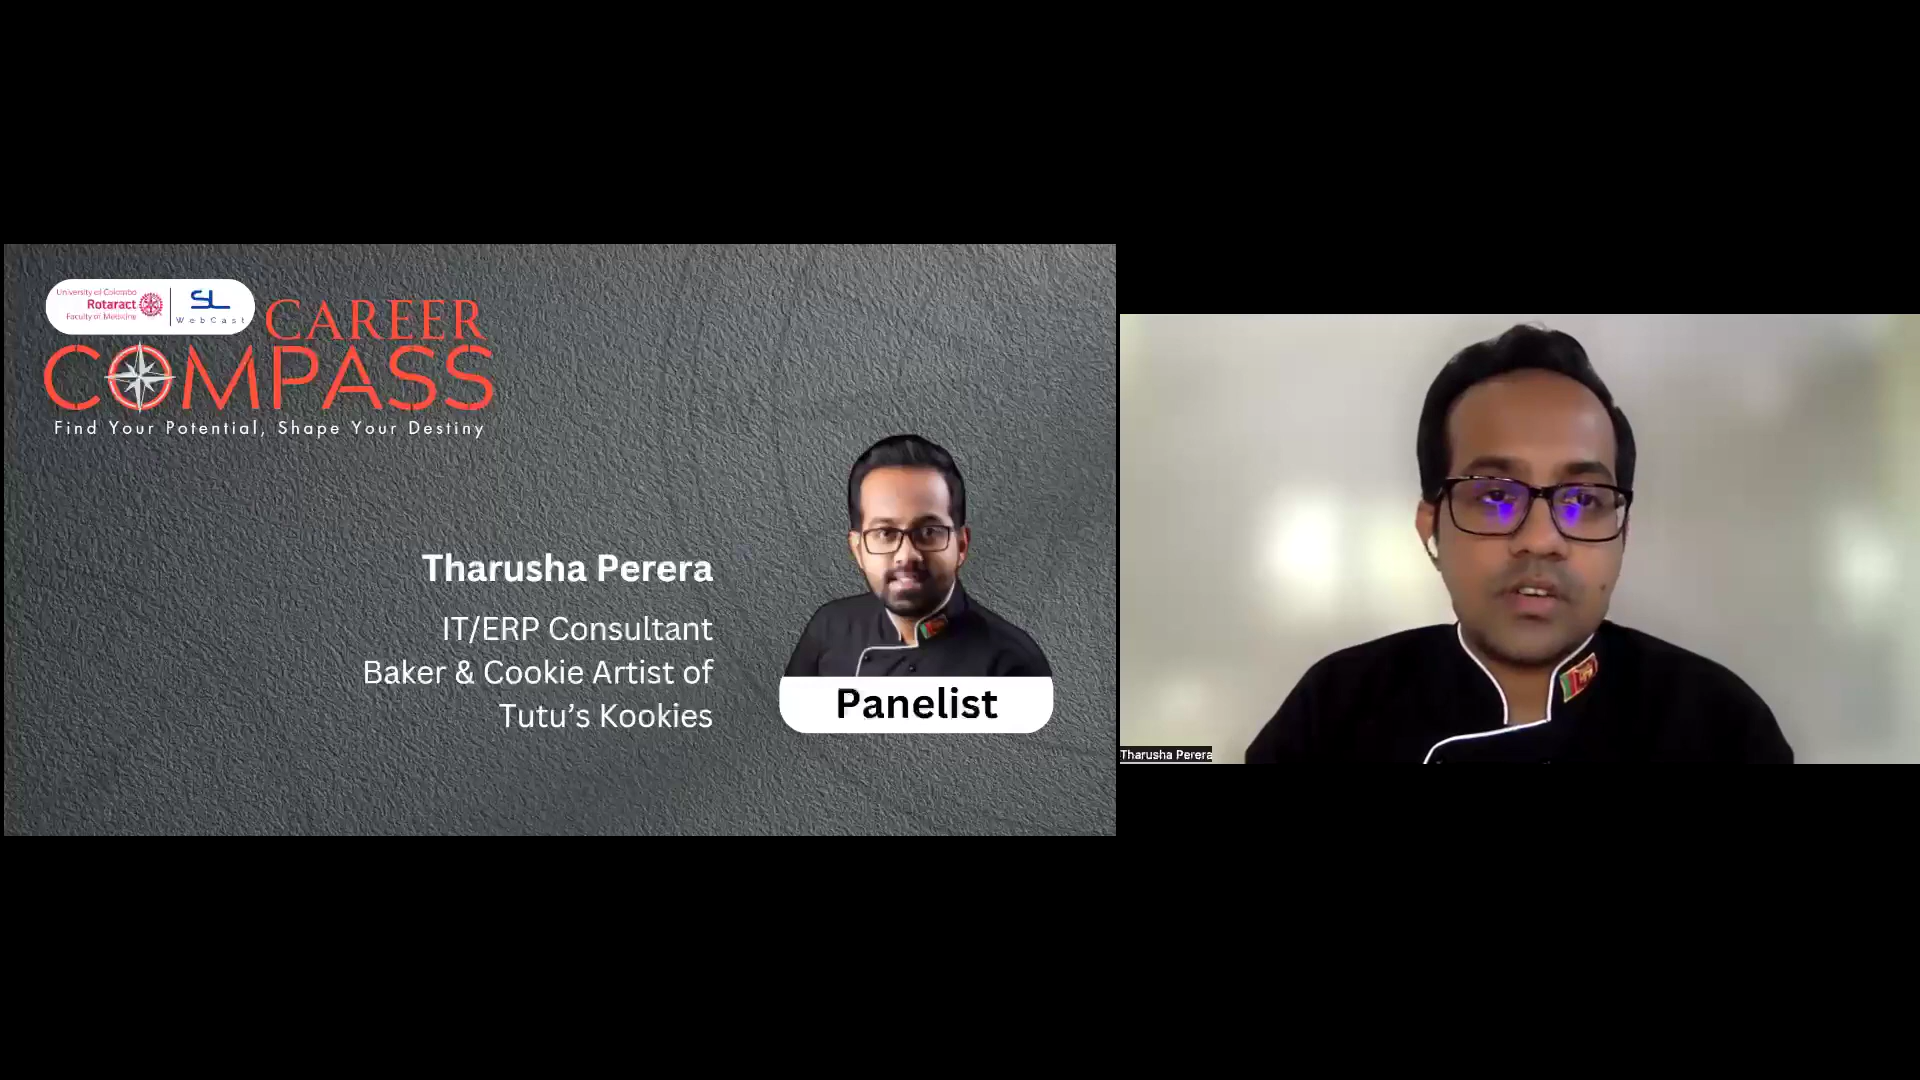 University of Colombo
Rotaract
Faculty of Medicine
SL
WebCast
CAREER
COMPASS
Find Your Potential, Shape Your Destiny
Tharusha Perera
IT/ERP Consultant
Baker & Cookie Artist of
Tutu’s Kookies
Panelist
Tharusha Perera